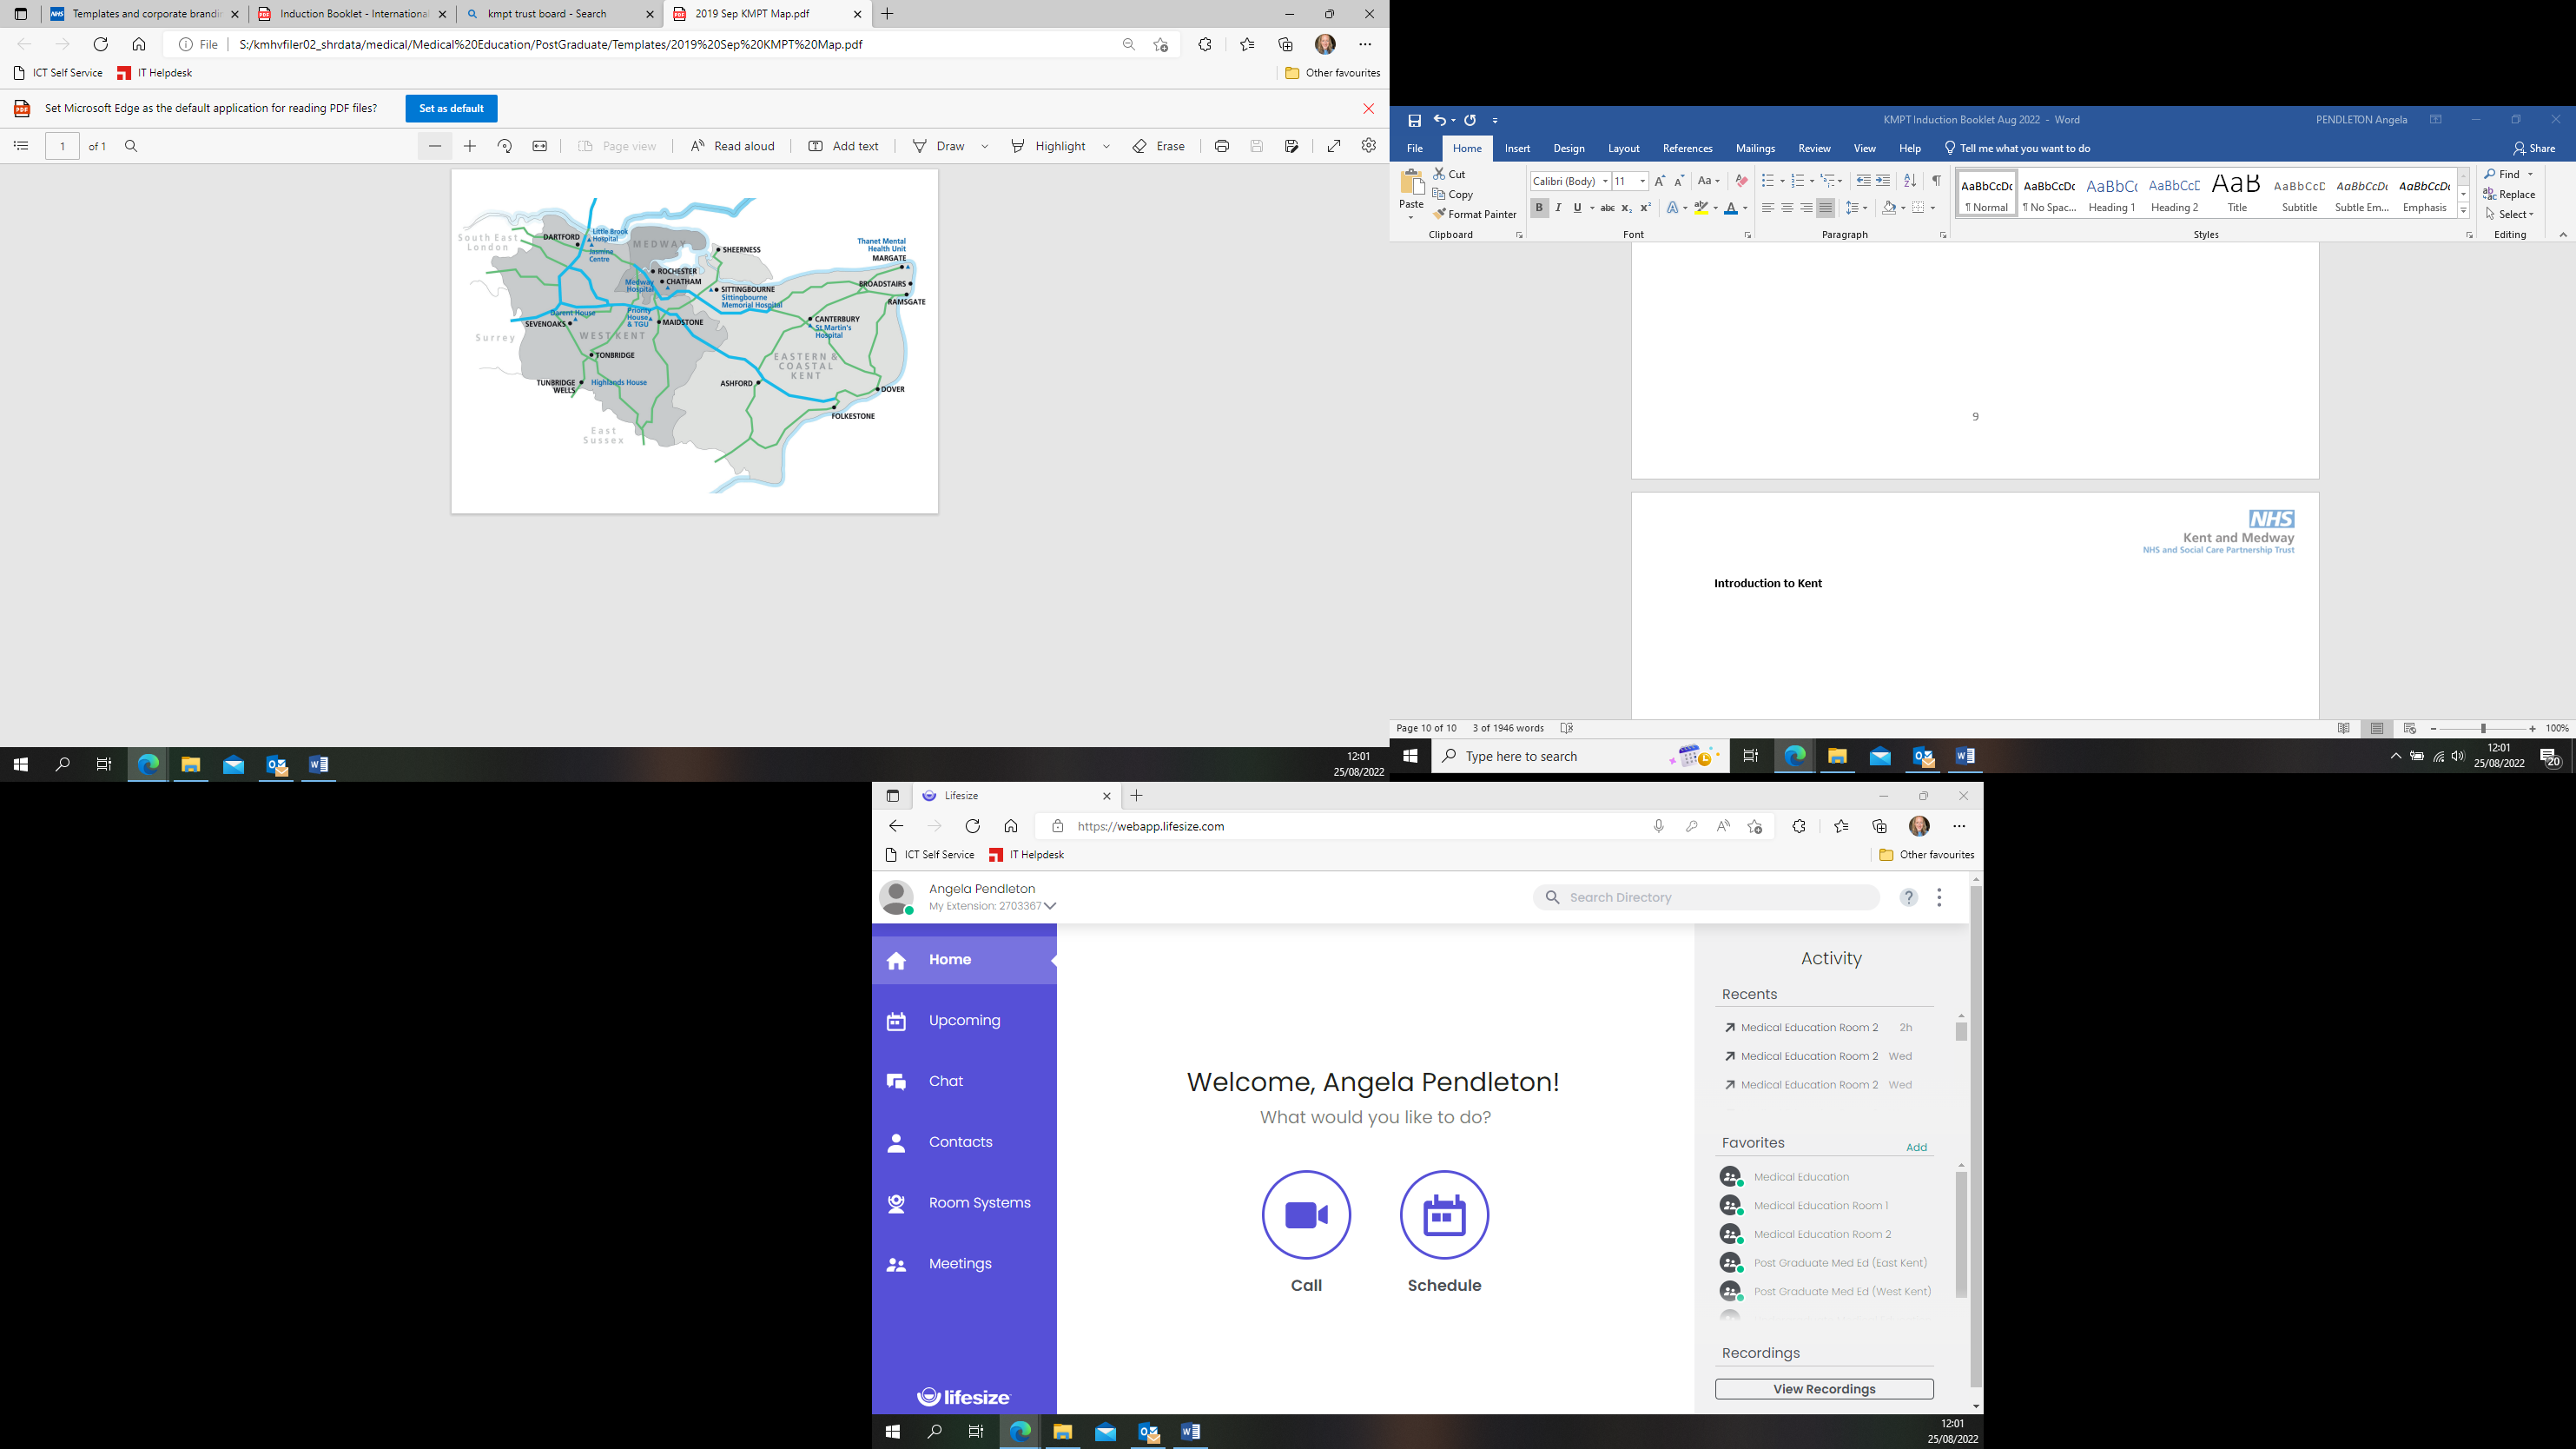 Templates and corporate brandin
Induction Booklet - International
kmpt trust board - Search
2019 Sep KMPT Map.pdf
File
S:/kmhvfiler02_shrdata/medical/Medical%20Education/PostGraduate/Templates/2019%20Sep%20KMPT%20Map.pdf
ICT Self Service
IT Helpdesk
Other favourites
Set Microsoft Edge as the default application for reading PDF files?
Set as default
1
of 1
Page view
Read aloud
Add text
Draw
Highlight
Erase
South East
London
DARTFORD
Little Brook
Hospital
Jasmine
Centre
MEDWAY
SHEERNESS
Thanet Mental
Health Unit
MARGATE
ROCHESTER
CHATHAM
Medway
Hospital
SITTINGBOURNE
Sittingbourne
Memorial Hospital
BROADSTAIRS
RAMSGATE
Darent House
SEVENOAKS
Priority
House
& TGU
MAIDSTONE
CANTERBURY
St Martin's
Hospital
Surrey
WEST KENT
TONBRIDGE
EASTERN &
COASTAL
KENT
TUNBRIDGE
WELLS
Highlands House
ASHFORD
DOVER
FOLKESTONE
East
Sussex
12:01
25/08/2022
KMPT Induction Booklet Aug 2022 - Word
PENDLETON Angela
File
Home
Insert
Design
Layout
References
Mailings
Review
View
Help
Tell me what you want to do
Share
Paste
Cut
Copy
Format Painter
Clipboard
Calibri (Body)
11
Font
Paragraph
AaBbCcDc
AaBbCcDc
AaBbCc
AaBbCcE
AaB
AaBbCcD
AaBbCcDc
AaBbCcDc
¶ Normal
¶ No Spac...
Heading 1
Heading 2
Title
Subtitle
Subtle Em...
Emphasis
Styles
Find
Replace
Select
Editing
9
NHS
Kent and Medway
NHS and Social Care Partnership Trust
Introduction to Kent
Page 10 of 10
3 of 1946 words
100%
Type here to search
12:01
25/08/2022
20
Lifesize
https://webapp.lifesize.com
ICT Self Service
IT Helpdesk
Other favourites
Angela Pendleton
My Extension: 2703367
Search Directory
Home
Upcoming
Chat
Contacts
Room Systems
Meetings
lifesize
Welcome, Angela Pendleton!
What would you like to do?
Call
Schedule
Activity
Recents
Medical Education Room 2 2h
Medical Education Room 2 Wed
Medical Education Room 2 Wed
Favorites
Add
Medical Education
Medical Education Room 1
Medical Education Room 2
Post Graduate Med Ed (East Kent)
Post Graduate Med Ed (West Kent)
Recordings
View Recordings
12:01
25/08/2022